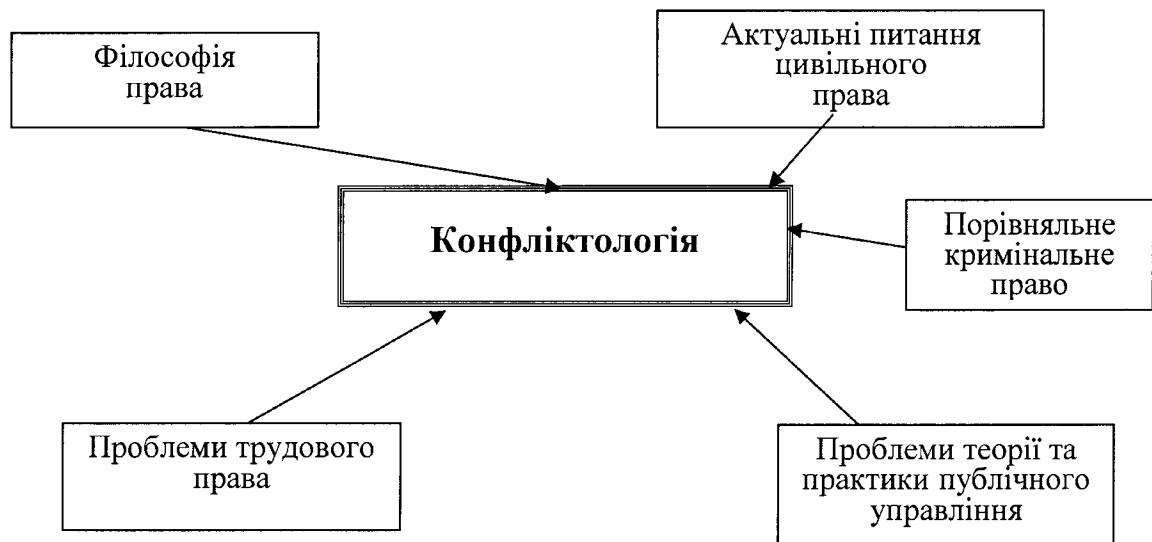 Філософія
права
Актуальні питання
цивільного
права
Конфліктологія
Порівняльне
кримінальне
право
Проблеми трудового
права
Проблеми теорії та
практики публічного
управління